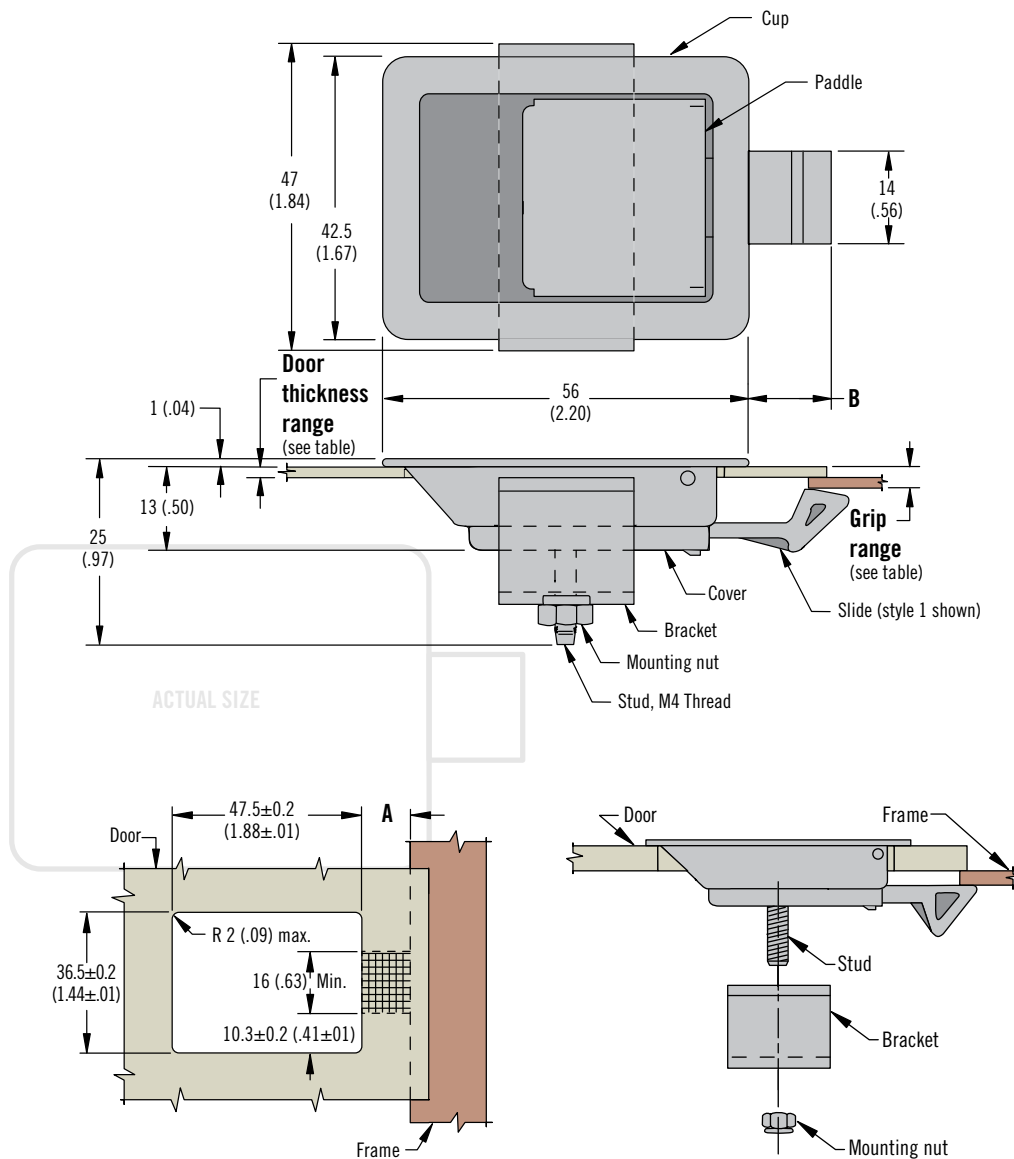 Cup
Paddle
47
(1.84)
42.5
(1.67)
14
(.56)
Door
thickness
range
(see table)
56
(2.20)
B
1 (.04)
13 (.50)
25
(.97)
Grip
range
(see table)
Cover
Slide (style 1 shown)
Bracket
Mounting nut
Stud, M4 Thread
ACTUAL SIZE
47.5±0.2
(1.88±.01)
A
Door
R 2 (.09) max.
36.5±0.2
(1.44±.01)
16 (.63) Min.
10.3±0.2 (.41±01)
Frame
Door
Frame
Stud
Bracket
Mounting nut